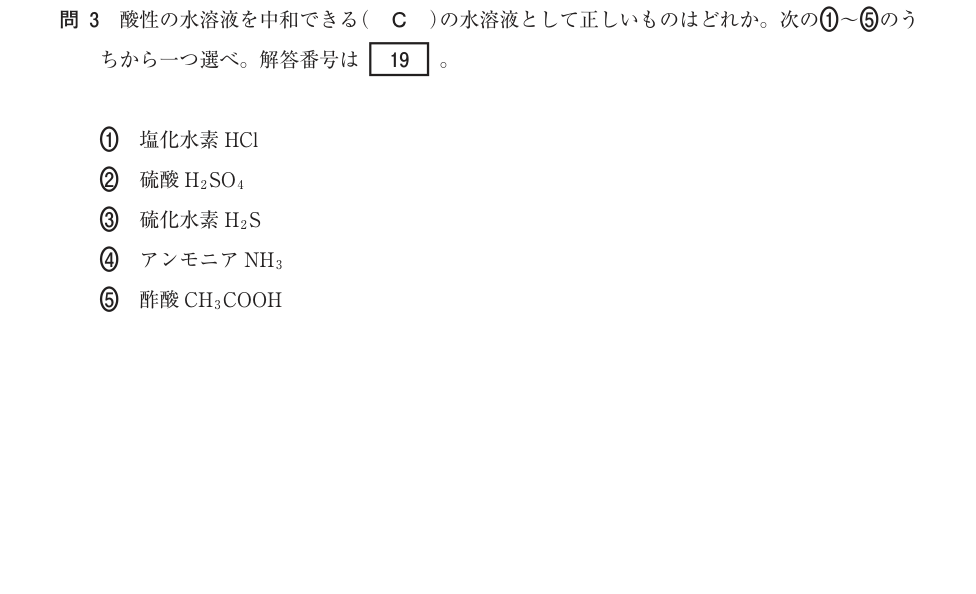 問 3 酸性の水溶液を中和できる( C )の水溶液として正しいものはどれか。次の①〜⑤のう
ちから一つ選べ。解答番号は 19 。
① 塩化水素 HCl
② 硫酸 H₂SO₄
③ 硫化水素 H₂S
④ アンモニア NH₃
⑤ 酢酸 CH₃COOH